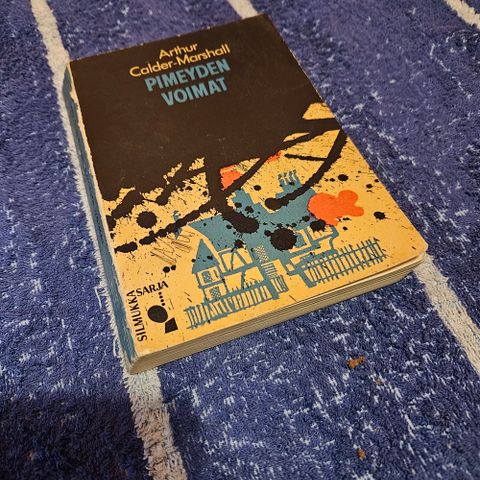 Arthur
Calder-Marshall
PIMEYDEN
VOIMAT
SILMUKKA
SARJA